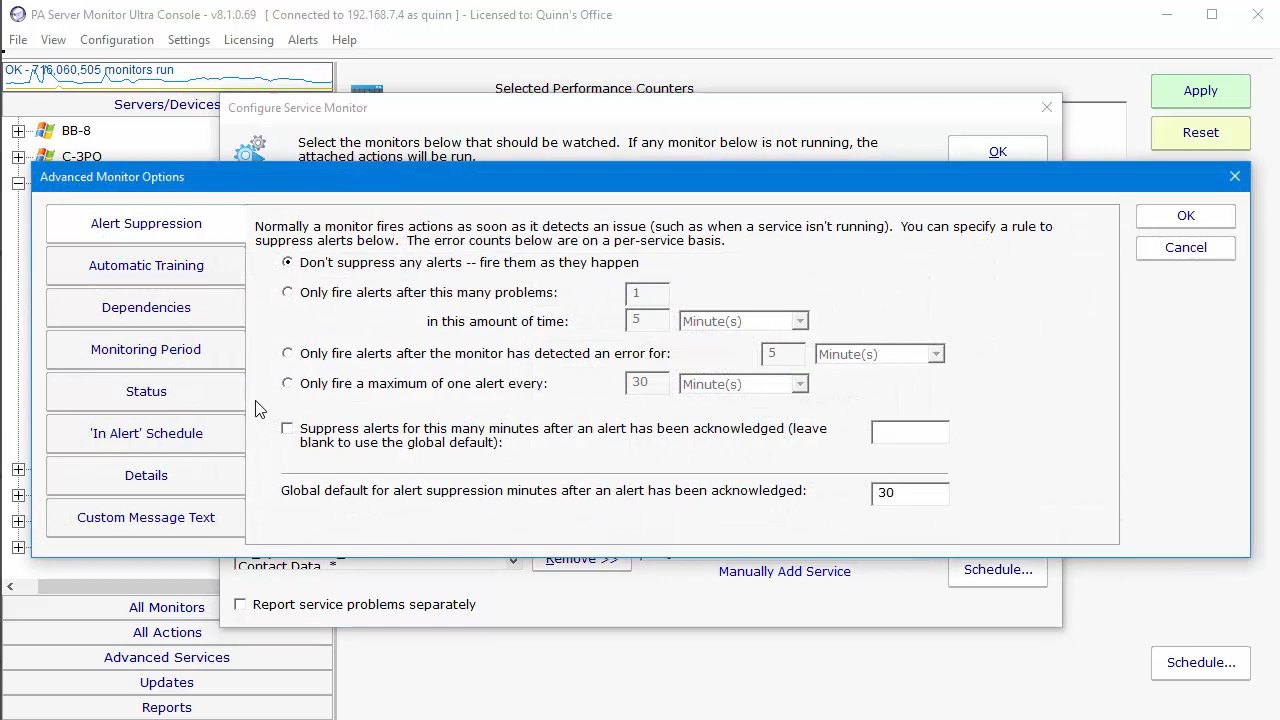 PA Server Monitor Ultra Console - v8.1.0.69 [ Connected to 192.168.7.4 as quinn ] - Licensed to: Quinn's Office
File View Configuration Settings Licensing Alerts Help
OK - 716,060,505 monitors run
Servers/Devices
BB-8
C-3PO
Selected Performance Counters
Apply
Reset
Configure Service Monitor
Select the monitors below that should be watched. If any monitor below is not running, the
attached actions will be run.
OK
Advanced Monitor Options
Alert Suppression
Automatic Training
Dependencies
Monitoring Period
Status
'In Alert' Schedule
Details
Custom Message Text
Normally a monitor fires actions as soon as it detects an issue (such as when a service isn't running). You can specify a rule to
suppress alerts below. The error counts below are on a per-service basis.
Don't suppress any alerts -- fire them as they happen
Only fire alerts after this many problems: 1
in this amount of time: 5 Minute(s)
Only fire alerts after the monitor has detected an error for: 5 Minute(s)
Only fire a maximum of one alert every: 30 Minute(s)
Suppress alerts for this many minutes after an alert has been acknowledged (leave
blank to use the global default):
Global default for alert suppression minutes after an alert has been acknowledged: 30
OK
Cancel
Contact Data_*
Remove >>
Manually Add Service
Schedule...
Report service problems separately
All Monitors
All Actions
Advanced Services
Updates
Reports
Schedule...